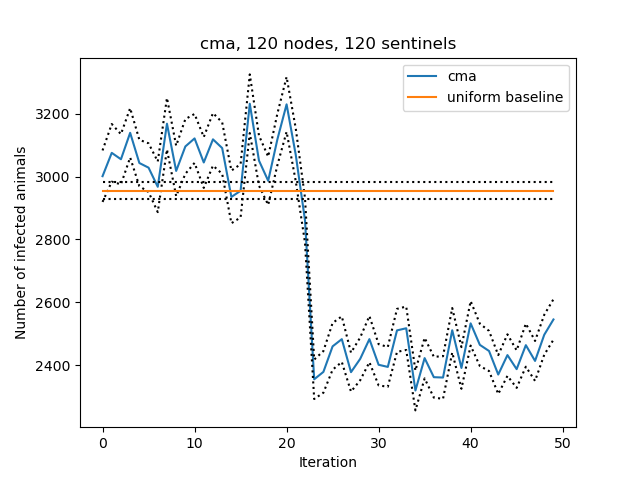 cma, 120 nodes, 120 sentinels
cma
uniform baseline
Number of infected animals
3200
3000
2800
2600
2400
0 10 20 30 40 50
Iteration